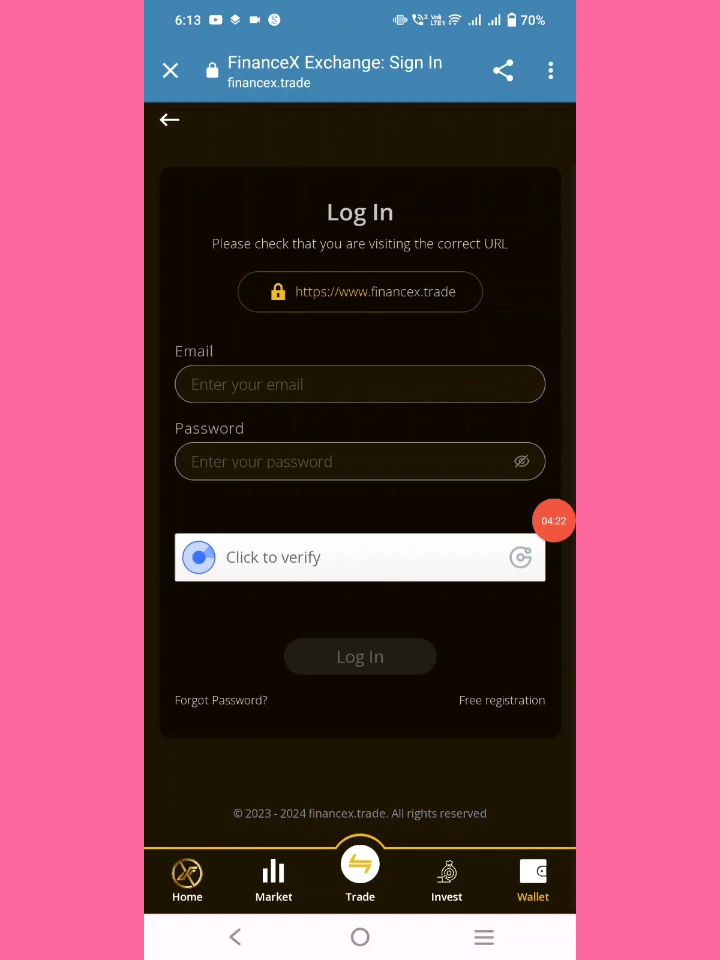 6:13
70%
FinanceX Exchange: Sign In
financex.trade
Log In
Please check that you are visiting the correct URL
https://www.financex.trade
Email
Enter your email
Password
Enter your password
04:22
Click to verify
Log In
Forgot Password?
Free registration
© 2023 - 2024 financex.trade. All rights reserved
Home
Market
Trade
Invest
Wallet